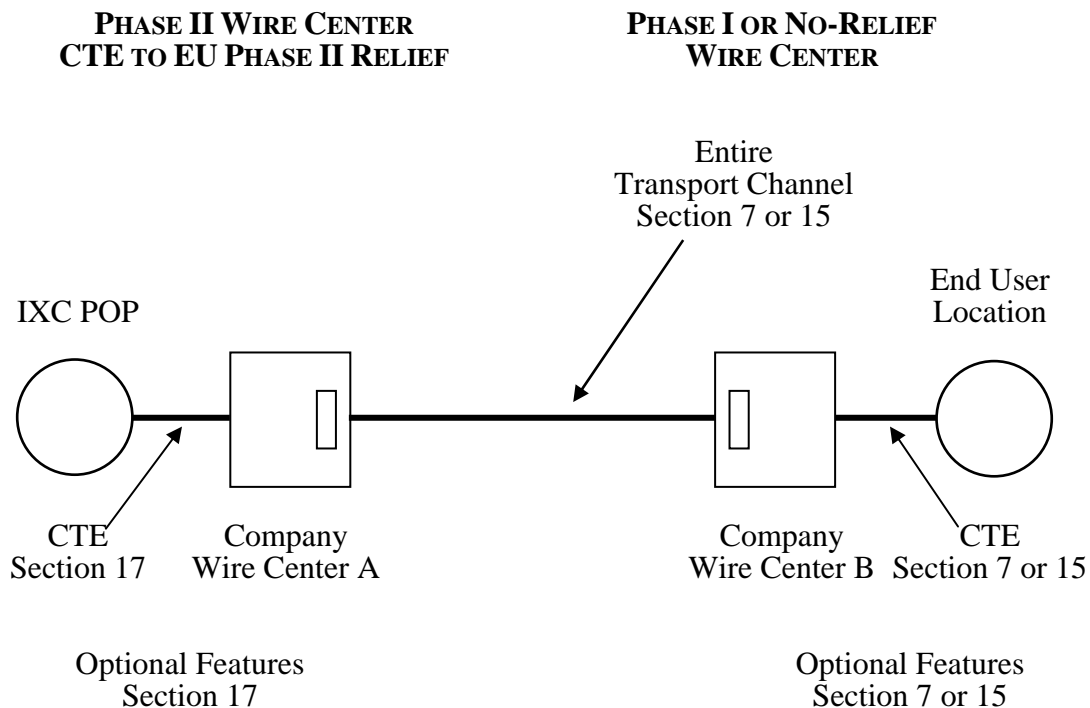 PHASE II WIRE CENTER
CTE TO EU PHASE II RELIEF
PHASE I OR NO-RELIEF
WIRE CENTER
Entire
Transport Channel
Section 7 or 15
IXC POP
End User
Location
CTE
Section 17
Company
Wire Center A
Company
Wire Center B
CTE
Section 7 or 15
Optional Features
Section 17
Optional Features
Section 7 or 15